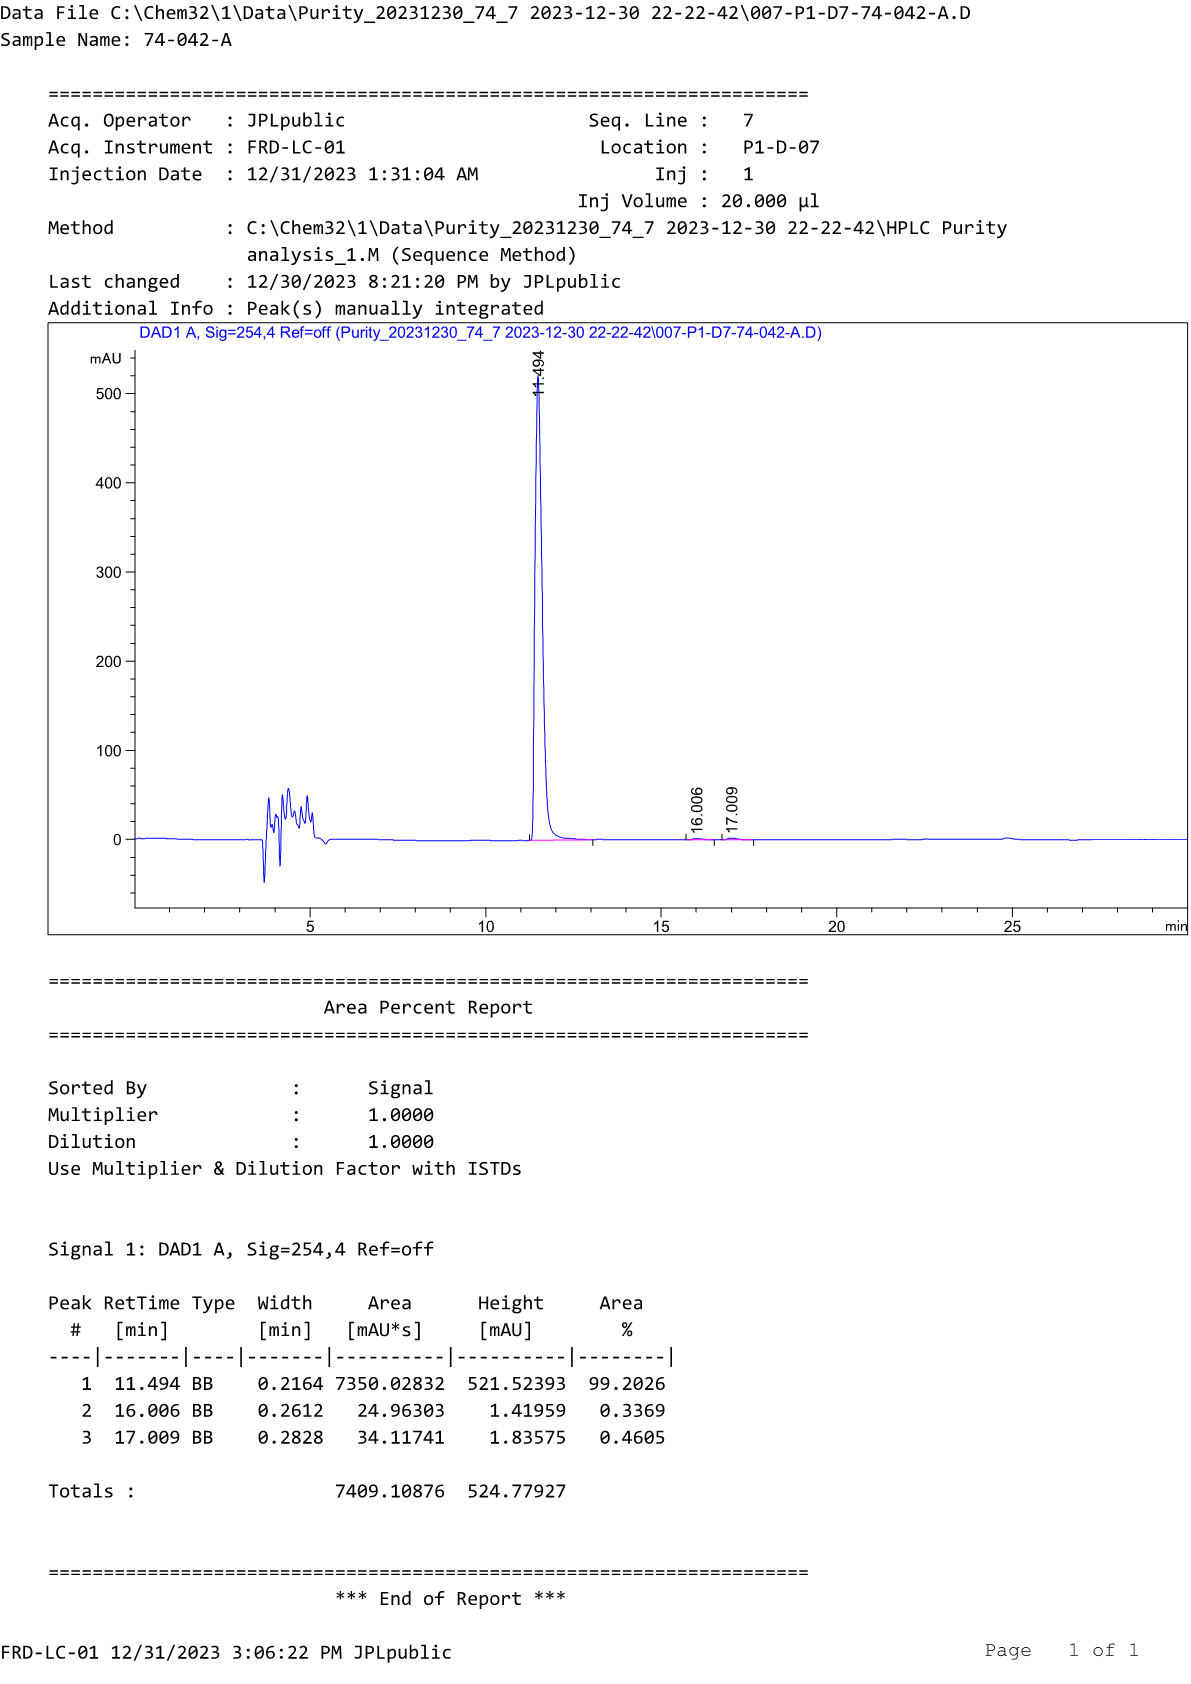 Data File C:\Chem32\1\Data\Purity_20231230_74_7 2023-12-30 22-22-42\007-P1-D7-74-042-A.D
Sample Name: 74-042-A
=====================================================================
Acq. Operator   : JPLpublic                      Seq. Line :   7
Acq. Instrument : FRD-LC-01                       Location :   P1-D-07
Injection Date  : 12/31/2023 1:31:04 AM                Inj :   1
Inj Volume : 20.000 µl
Method          : C:\Chem32\1\Data\Purity_20231230_74_7 2023-12-30 22-22-42\HPLC Purity
analysis_1.M (Sequence Method)
Last changed    : 12/30/2023 8:21:20 PM by JPLpublic
Additional Info : Peak(s) manually integrated
DAD1 A, Sig=254,4 Ref=off (Purity_20231230_74_7 2023-12-30 22-22-42\007-P1-D7-74-042-A.D)
mAU
500
400
300
200
100
0
11.494
16.006
17.009
5 10 15 20 25 min
=====================================================================
Area Percent Report
=====================================================================
Sorted By             :      Signal
Multiplier            :      1.0000
Dilution              :      1.0000
Use Multiplier & Dilution Factor with ISTDs
Signal 1: DAD1 A, Sig=254,4 Ref=off
Peak RetTime Type  Width     Area      Height     Area
#   [min]        [min]   [mAU*s]     [mAU]        %
----|-------|----|-------|----------|----------|--------|
1  11.494 BB    0.2164 7350.02832  521.52393  99.2026
2  16.006 BB    0.2612   24.96303    1.41959   0.3369
3  17.009 BB    0.2828   34.11741    1.83575   0.4605
Totals :                  7409.10876  524.77927
=====================================================================
*** End of Report ***
FRD-LC-01 12/31/2023 3:06:22 PM JPLpublic
Page   1 of 1